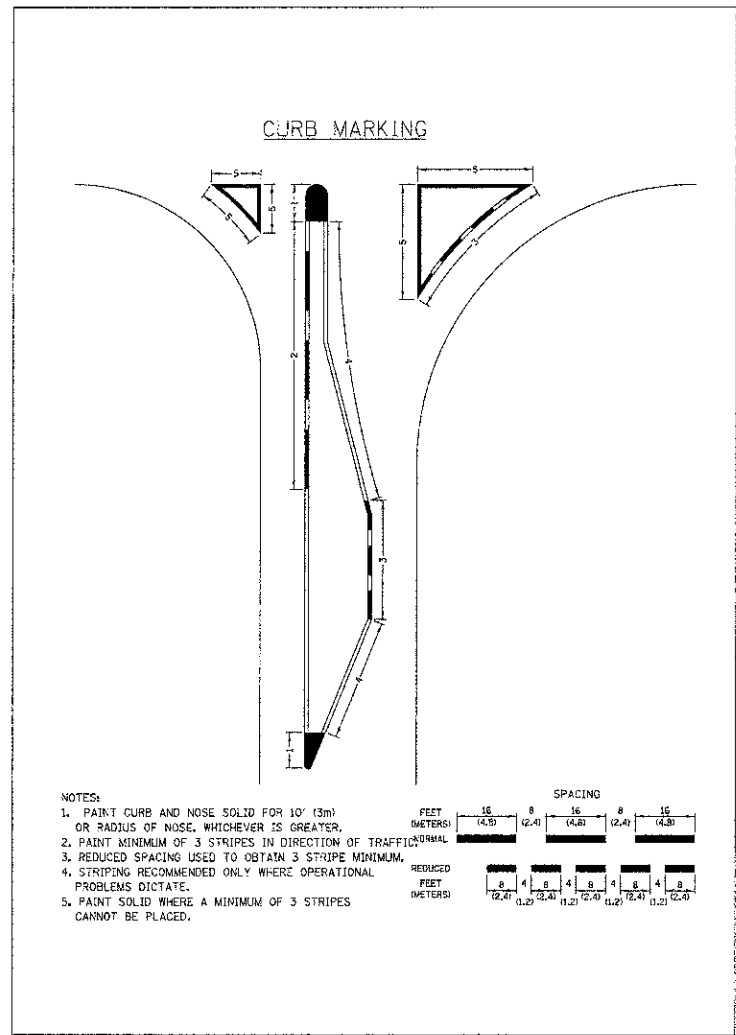 CURB MARKING
5
5
5
1
2
4
5
5
3
3
4
1
NOTES:
1. PAINT CURB AND NOSE SOLID FOR 10' (3m)
OR RADIUS OF NOSE, WHICHEVER IS GREATER.
2. PAINT MINIMUM OF 3 STRIPES IN DIRECTION OF TRAFFIC.
3. REDUCED SPACING USED TO OBTAIN 3 STRIPE MINIMUM.
4. STRIPING RECOMMENDED ONLY WHERE OPERATIONAL
PROBLEMS DICTATE.
5. PAINT SOLID WHERE A MINIMUM OF 3 STRIPES
CANNOT BE PLACED.
SPACING
FEET 16 8 16 8 16
(METERS) (4.8) (2.4) (4.8) (2.4) (4.8)
NORMAL
REDUCED
FEET 8 4 8 4 8 4 8 4 8
(METERS) (2.4) (1.2) (2.4) (1.2) (2.4) (1.2) (2.4) (1.2) (2.4)